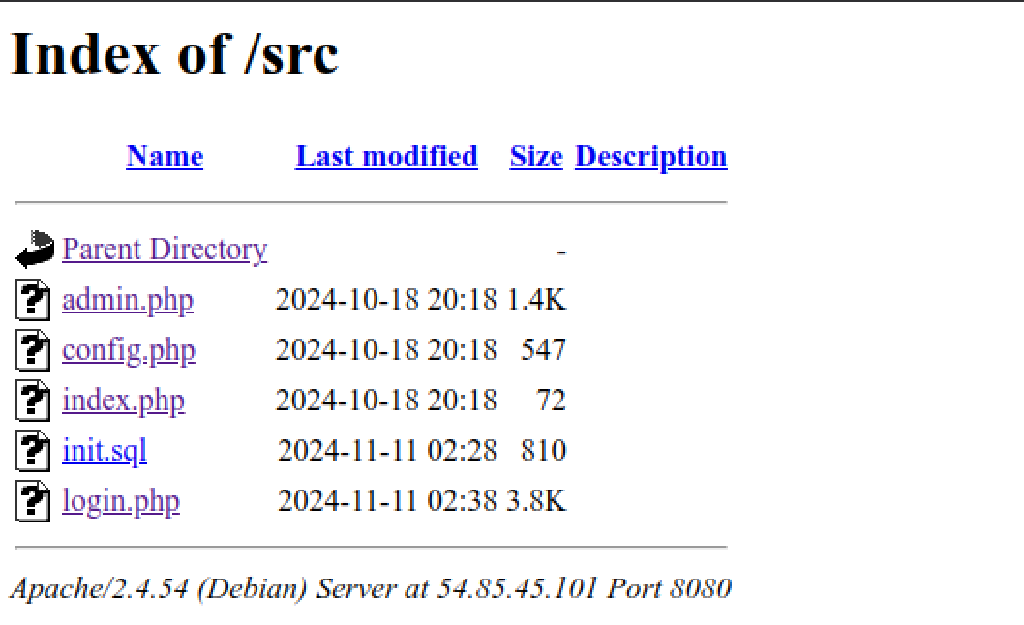 Index of /src
Name Last modified Size Description
Parent Directory -
admin.php 2024-10-18 20:18 1.4K
config.php 2024-10-18 20:18 547
index.php 2024-10-18 20:18 72
init.sql 2024-11-11 02:28 810
login.php 2024-11-11 02:38 3.8K
Apache/2.4.54 (Debian) Server at 54.85.45.101 Port 8080